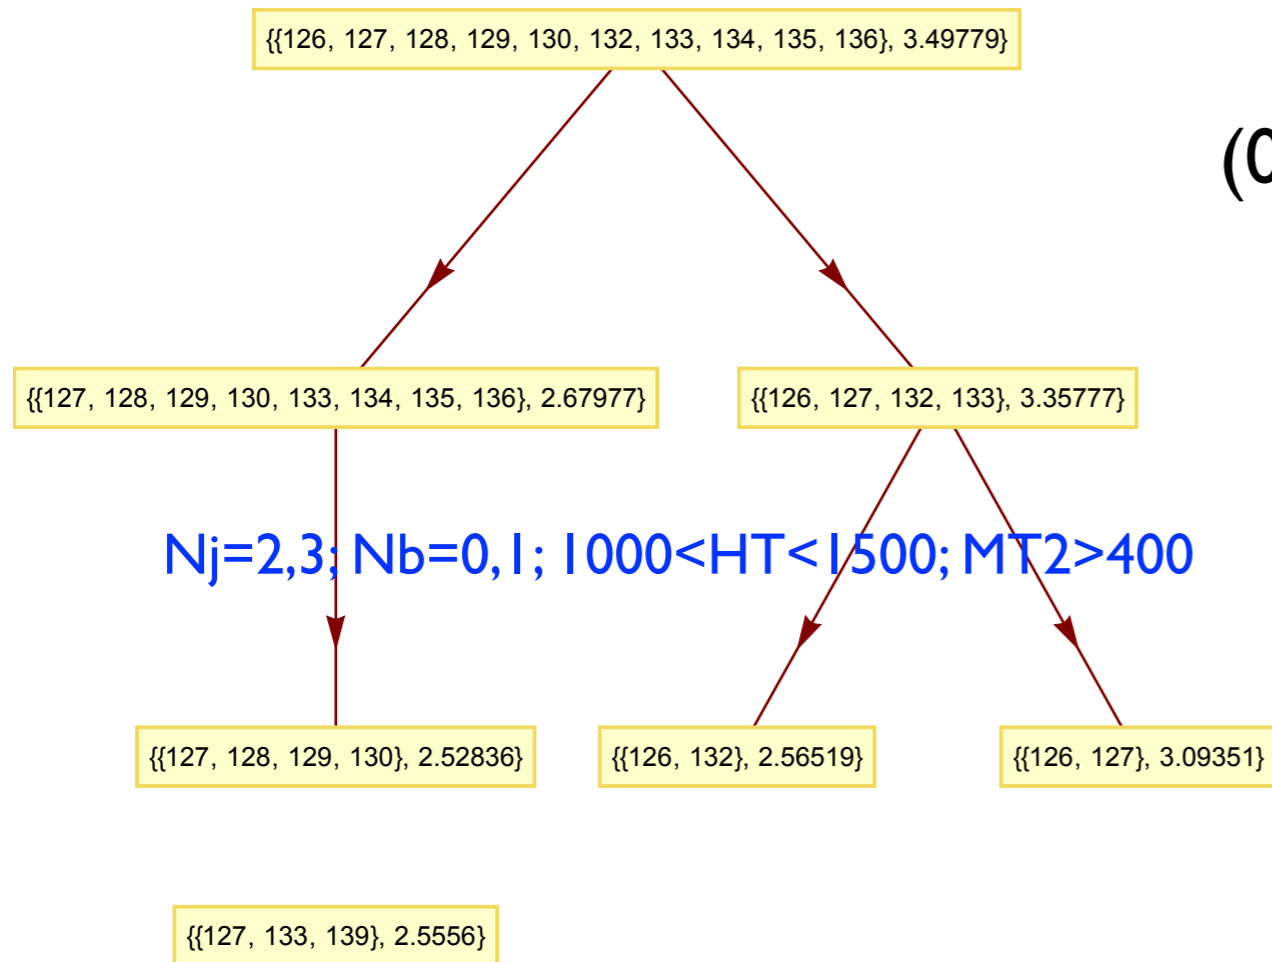 {{126, 127, 128, 129, 130, 132, 133, 134, 135, 136}, 3.49779}
(0
{{127, 128, 129, 130, 133, 134, 135, 136}, 2.67977}
{{126, 127, 132, 133}, 3.35777}
Nj=2,3; Nb=0,1; 1000<HT<1500; MT2>400
{{127, 128, 129, 130}, 2.52836}
{{126, 132}, 2.56519}
{{126, 127}, 3.09351}
{{127, 133, 139}, 2.5556}